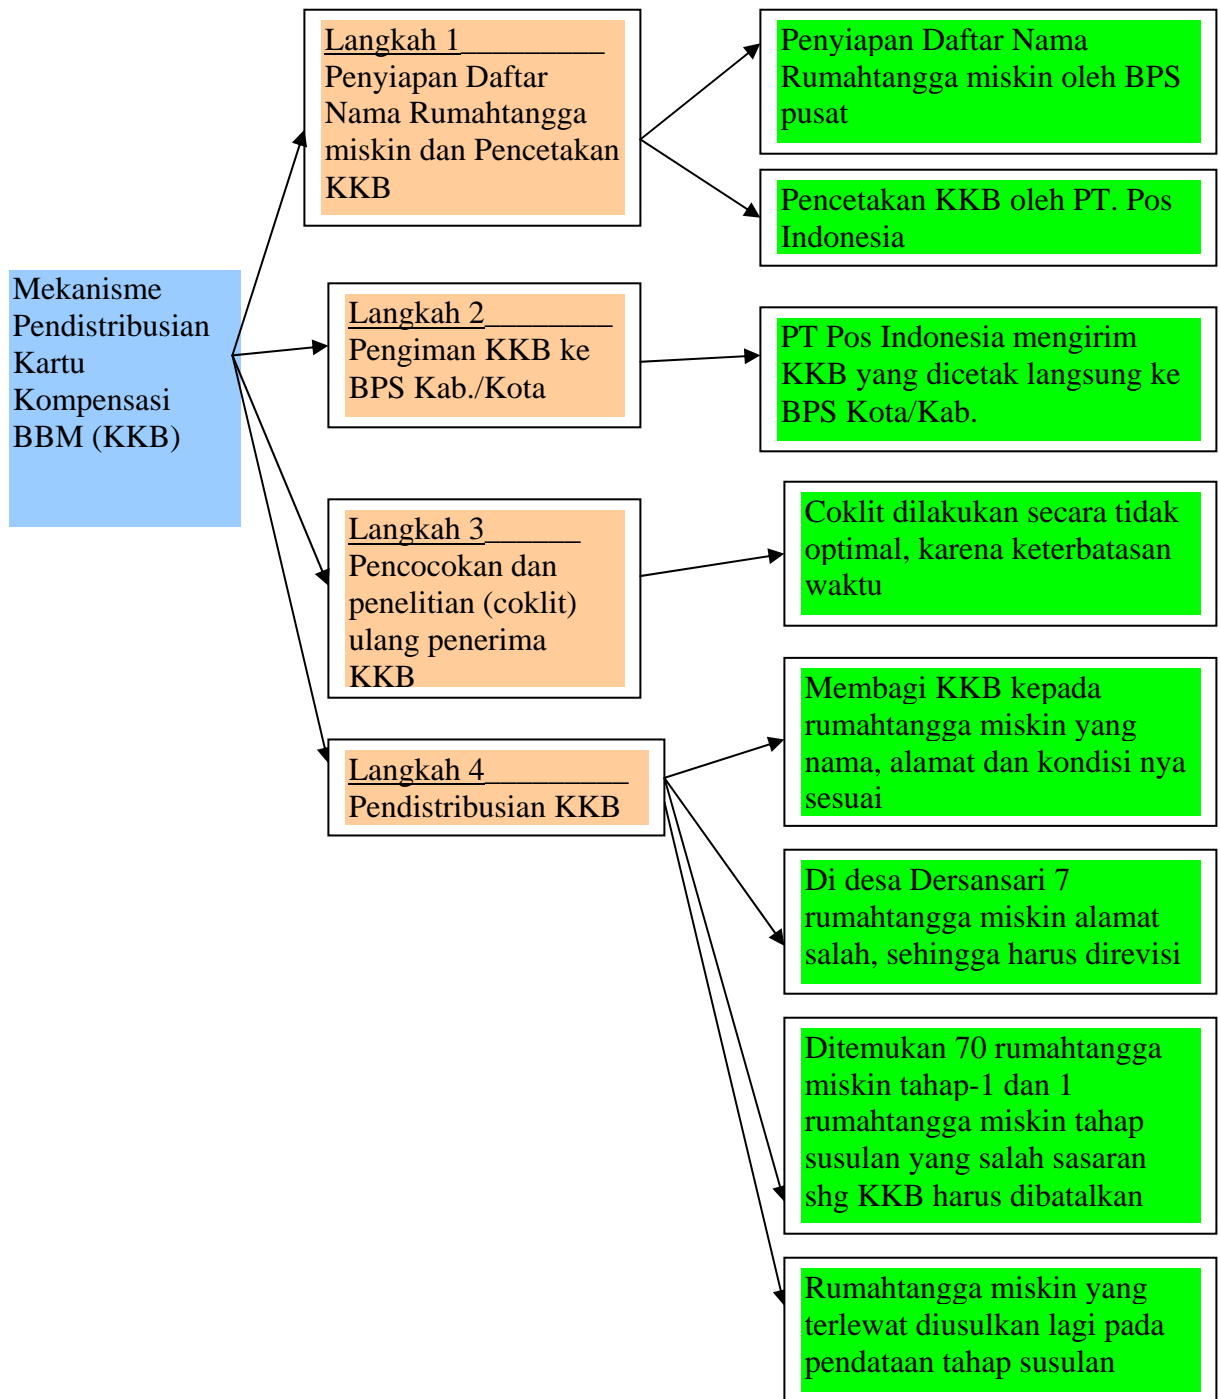 Mekanisme
Pendistribusian
Kartu
Kompensasi
BBM (KKB)
Langkah 1_________
Penyiapan Daftar
Nama Rumahtangga
miskin dan Pencetakan
KKB
Penyiapan Daftar Nama
Rumahtangga miskin oleh BPS
pusat
Pencetakan KKB oleh PT. Pos
Indonesia
Langkah 2________
Pengiman KKB ke
BPS Kab./Kota
PT Pos Indonesia mengirim
KKB yang dicetak langsung ke
BPS Kota/Kab.
Langkah 3______
Pencocokan dan
penelitian (coklit)
ulang penerima
KKB
Coklit dilakukan secara tidak
optimal, karena keterbatasan
waktu
Langkah 4_________
Pendistribusian KKB
Membagi KKB kepada
rumahtangga miskin yang
nama, alamat dan kondisi nya
sesuai
Di desa Dersansari 7
rumahtangga miskin alamat
salah, sehingga harus direvisi
Ditemukan 70 rumahtangga
miskin tahap-1 dan 1
rumahtangga miskin tahap
susulan yang salah sasaran
shg KKB harus dibatalkan
Rumahtangga miskin yang
terlewat diusulkan lagi pada
pendataan tahap susulan